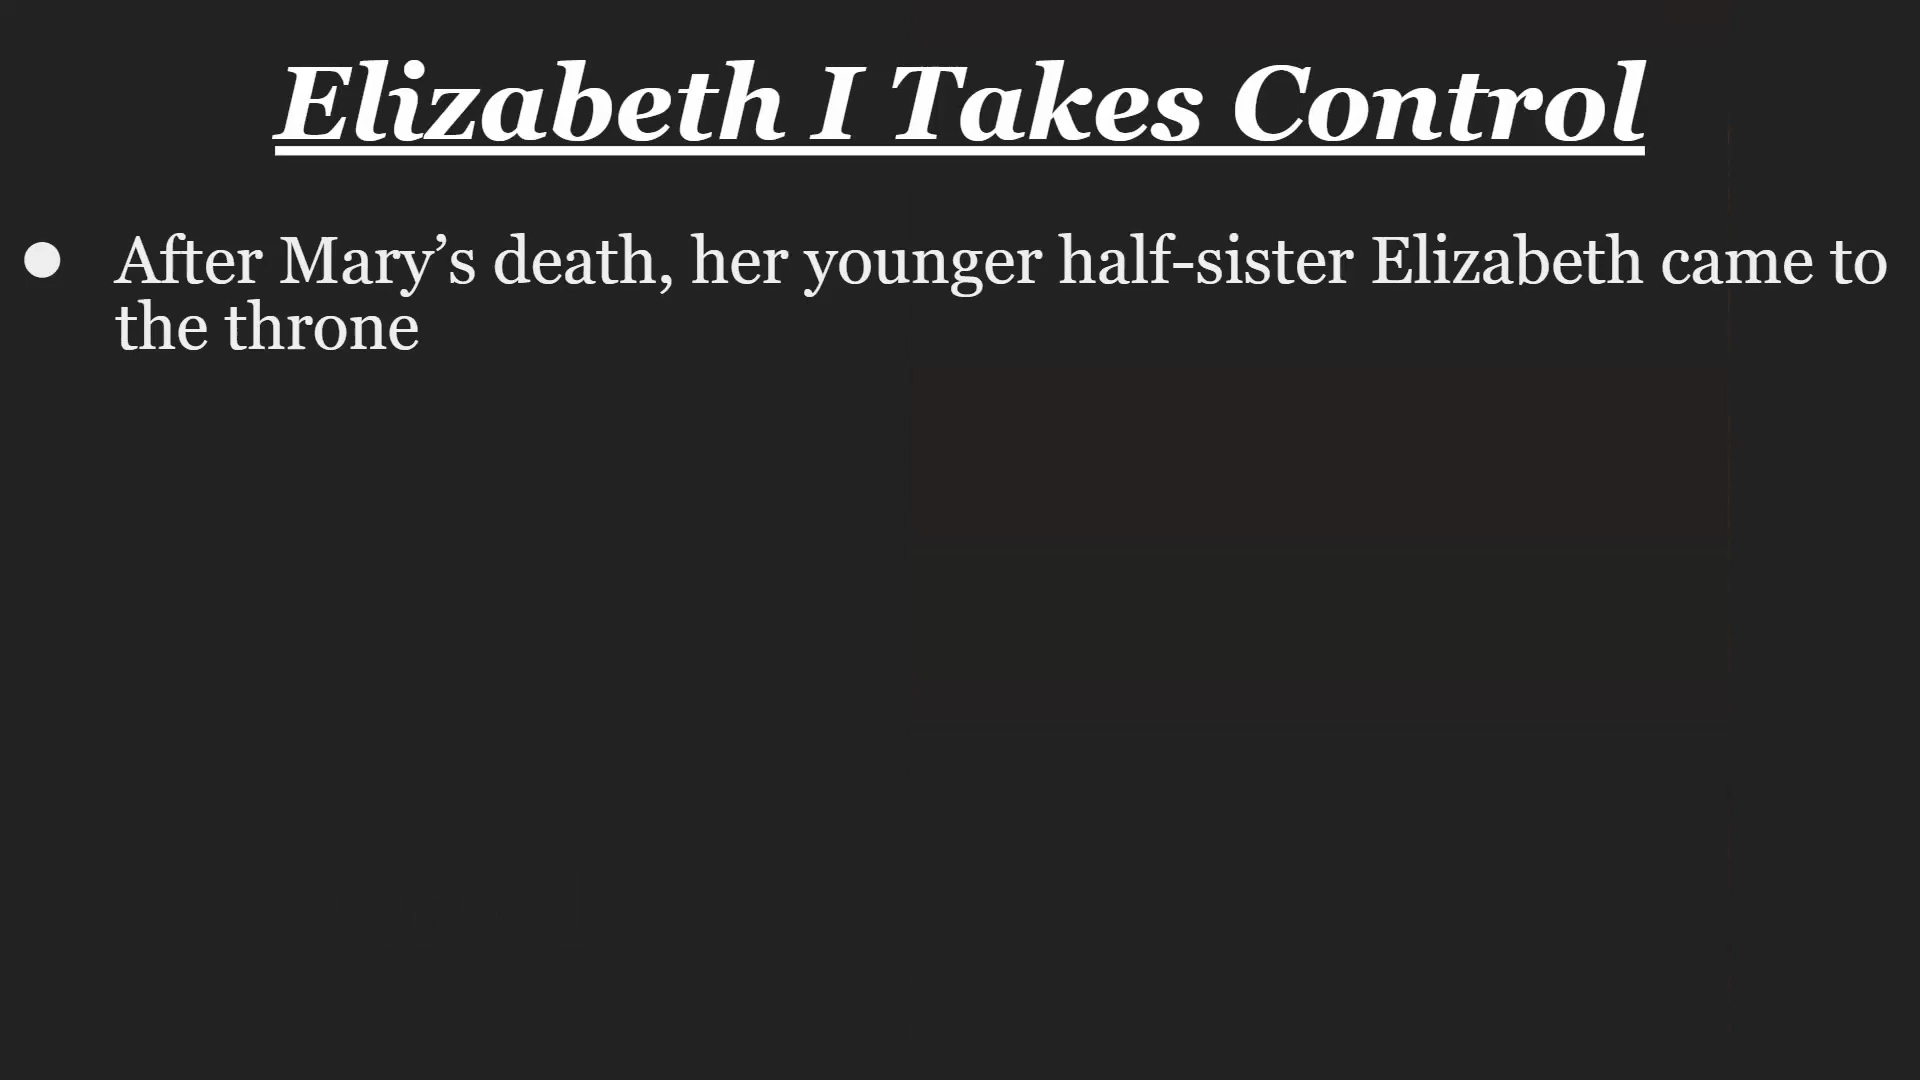 Elizabeth I Takes Control
● After Mary’s death, her younger half-sister Elizabeth came to
the throne